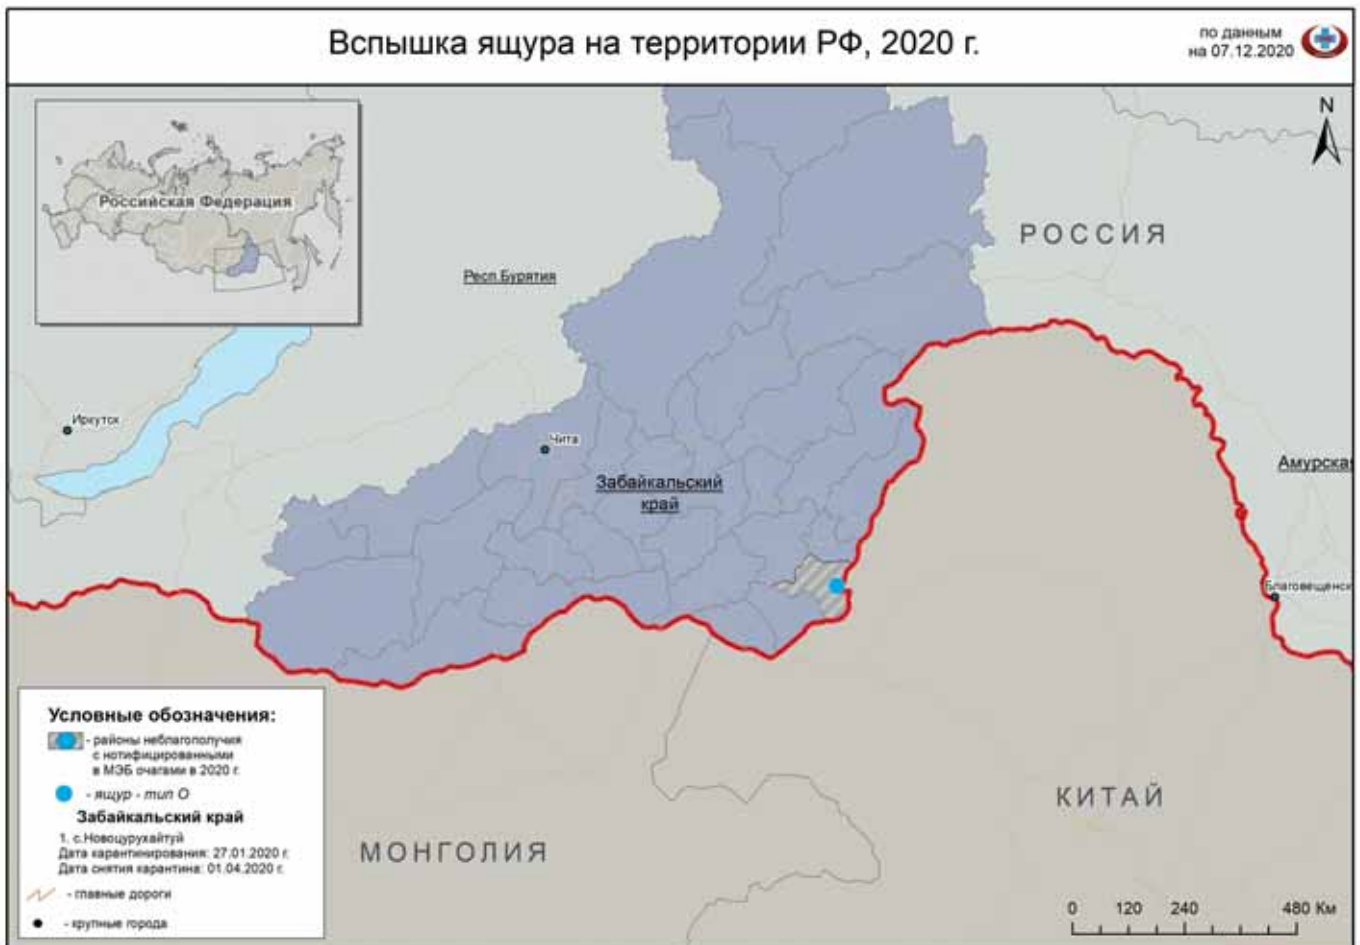 Вспышка ящура на территории РФ, 2020 г.
по данным
на 07.12.2020
N
Российская Федерация
РОССИЯ
Респ.Бурятия
Иркутск
Чита
Забайкальский
край
Амурская
Благовещенск
Условные обозначения:
- районы неблагополучия
с нотифицированными
в МЭБ очагами в 2020 г.
- ящур - тип О
Забайкальский край
1. с.Новоцурухайтуй
Дата карантинирования: 27.01.2020 г.
Дата снятия карантина: 01.04.2020 г.
- главные дороги
- крупные города
МОНГОЛИЯ
КИТАЙ
0 120 240 480 Км